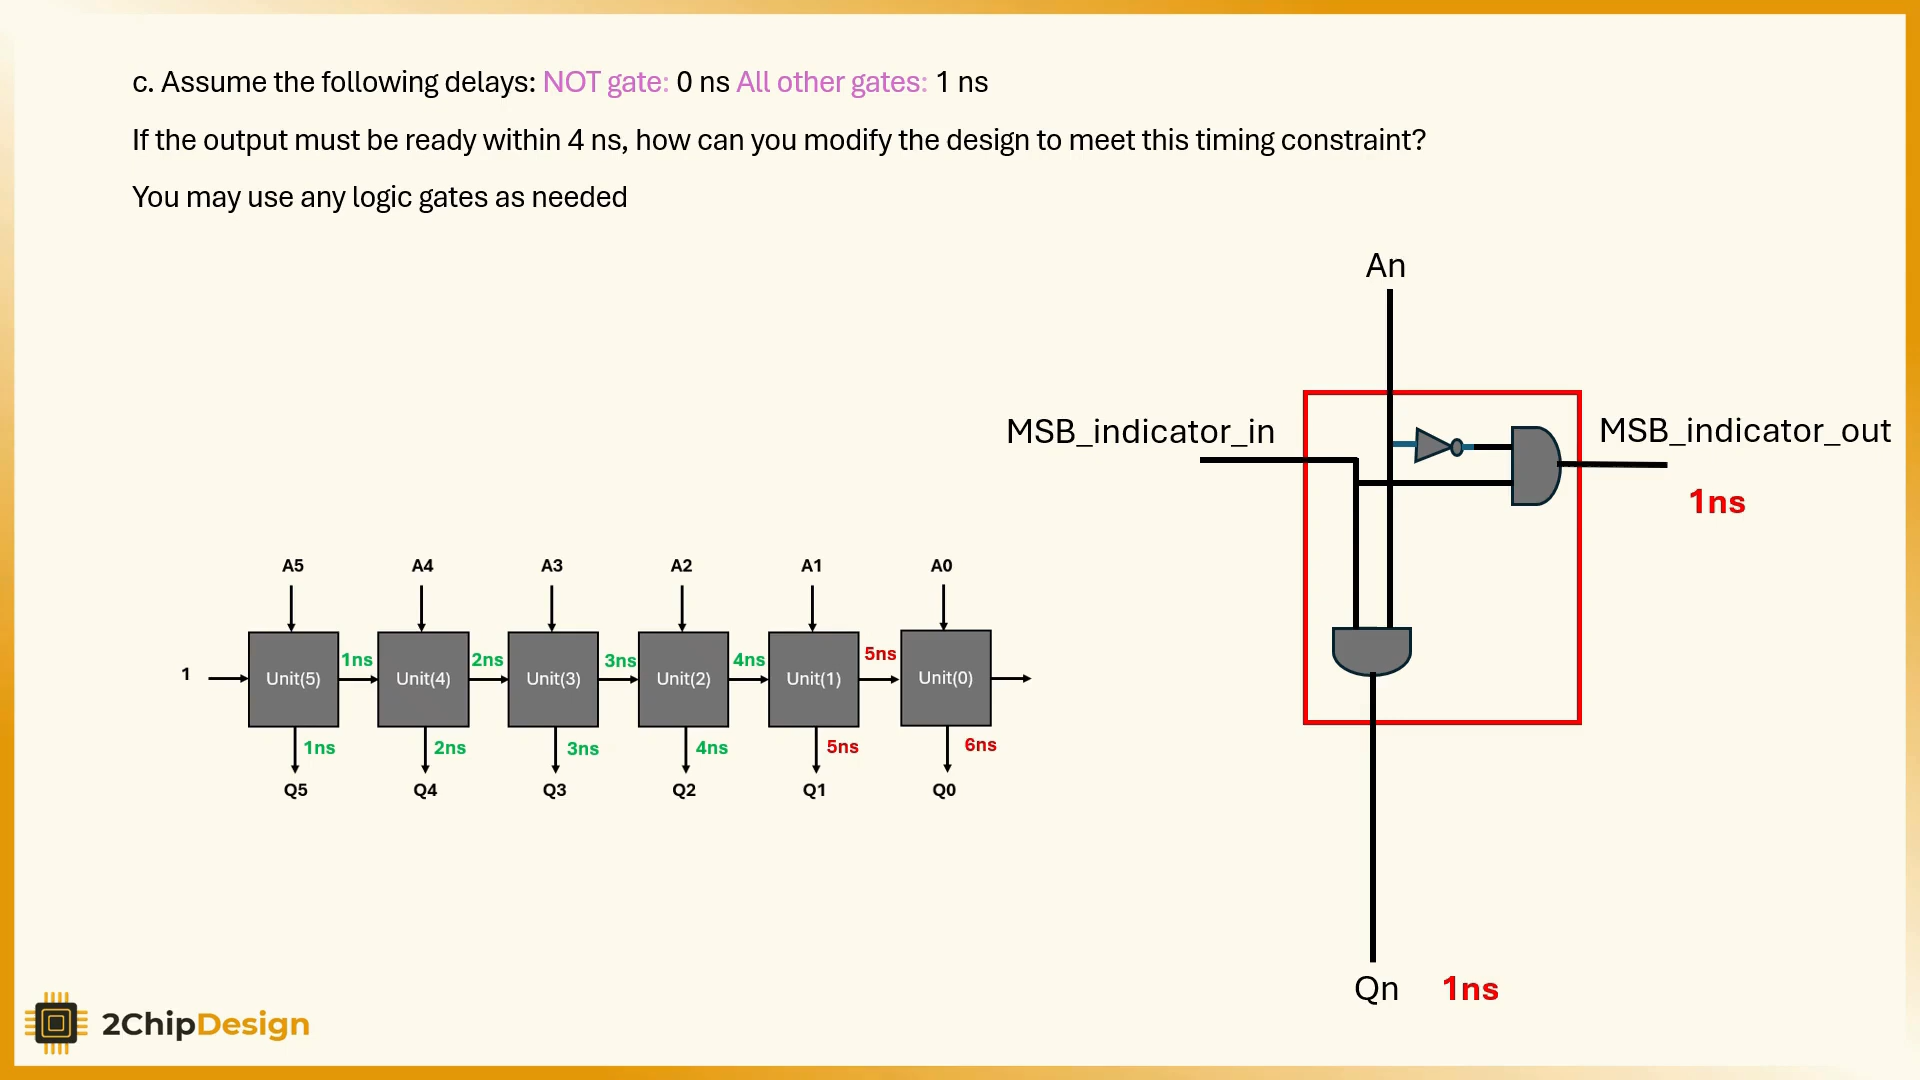 c. Assume the following delays: NOT gate: 0 ns All other gates: 1 ns
If the output must be ready within 4 ns, how can you modify the design to meet this timing constraint?
You may use any logic gates as needed
An
MSB_indicator_in
MSB_indicator_out
1ns
A5 A4 A3 A2 A1 A0
1 Unit(5) 1ns Unit(4) 2ns Unit(3) 3ns Unit(2) 4ns Unit(1) 5ns Unit(0)
1ns 2ns 3ns 4ns 5ns 6ns
Q5 Q4 Q3 Q2 Q1 Q0
Qn 1ns
2ChipDesign